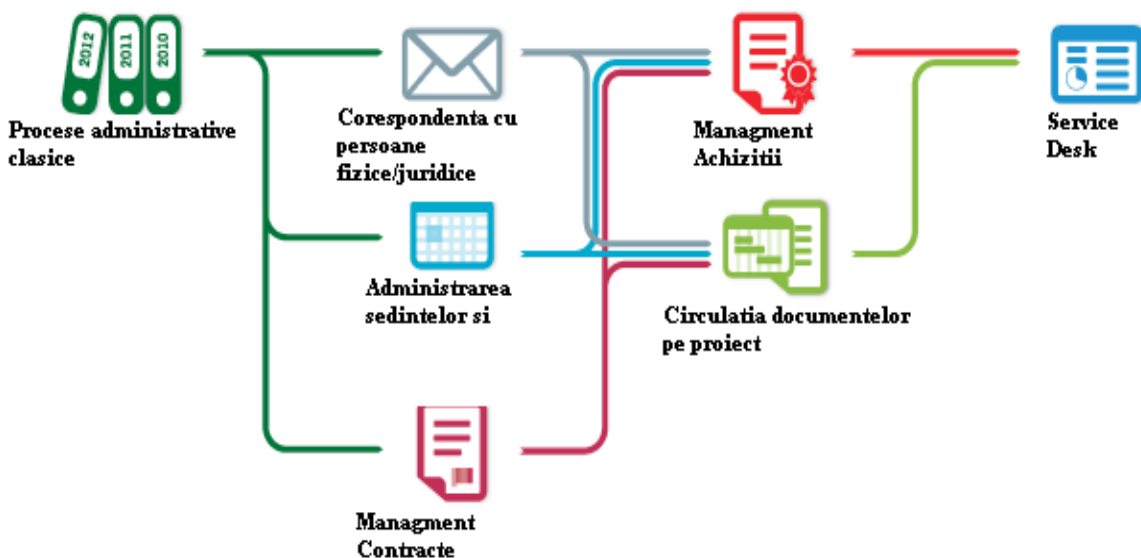 2012
2011
2010
Procese administrative
clasice
Corespondenta cu
persoane
fizice/juridice
Managment
Achizitii
Service
Desk
Administrarea
sedintelor si
Circulatia documentelor
pe proiect
Managment
Contracte